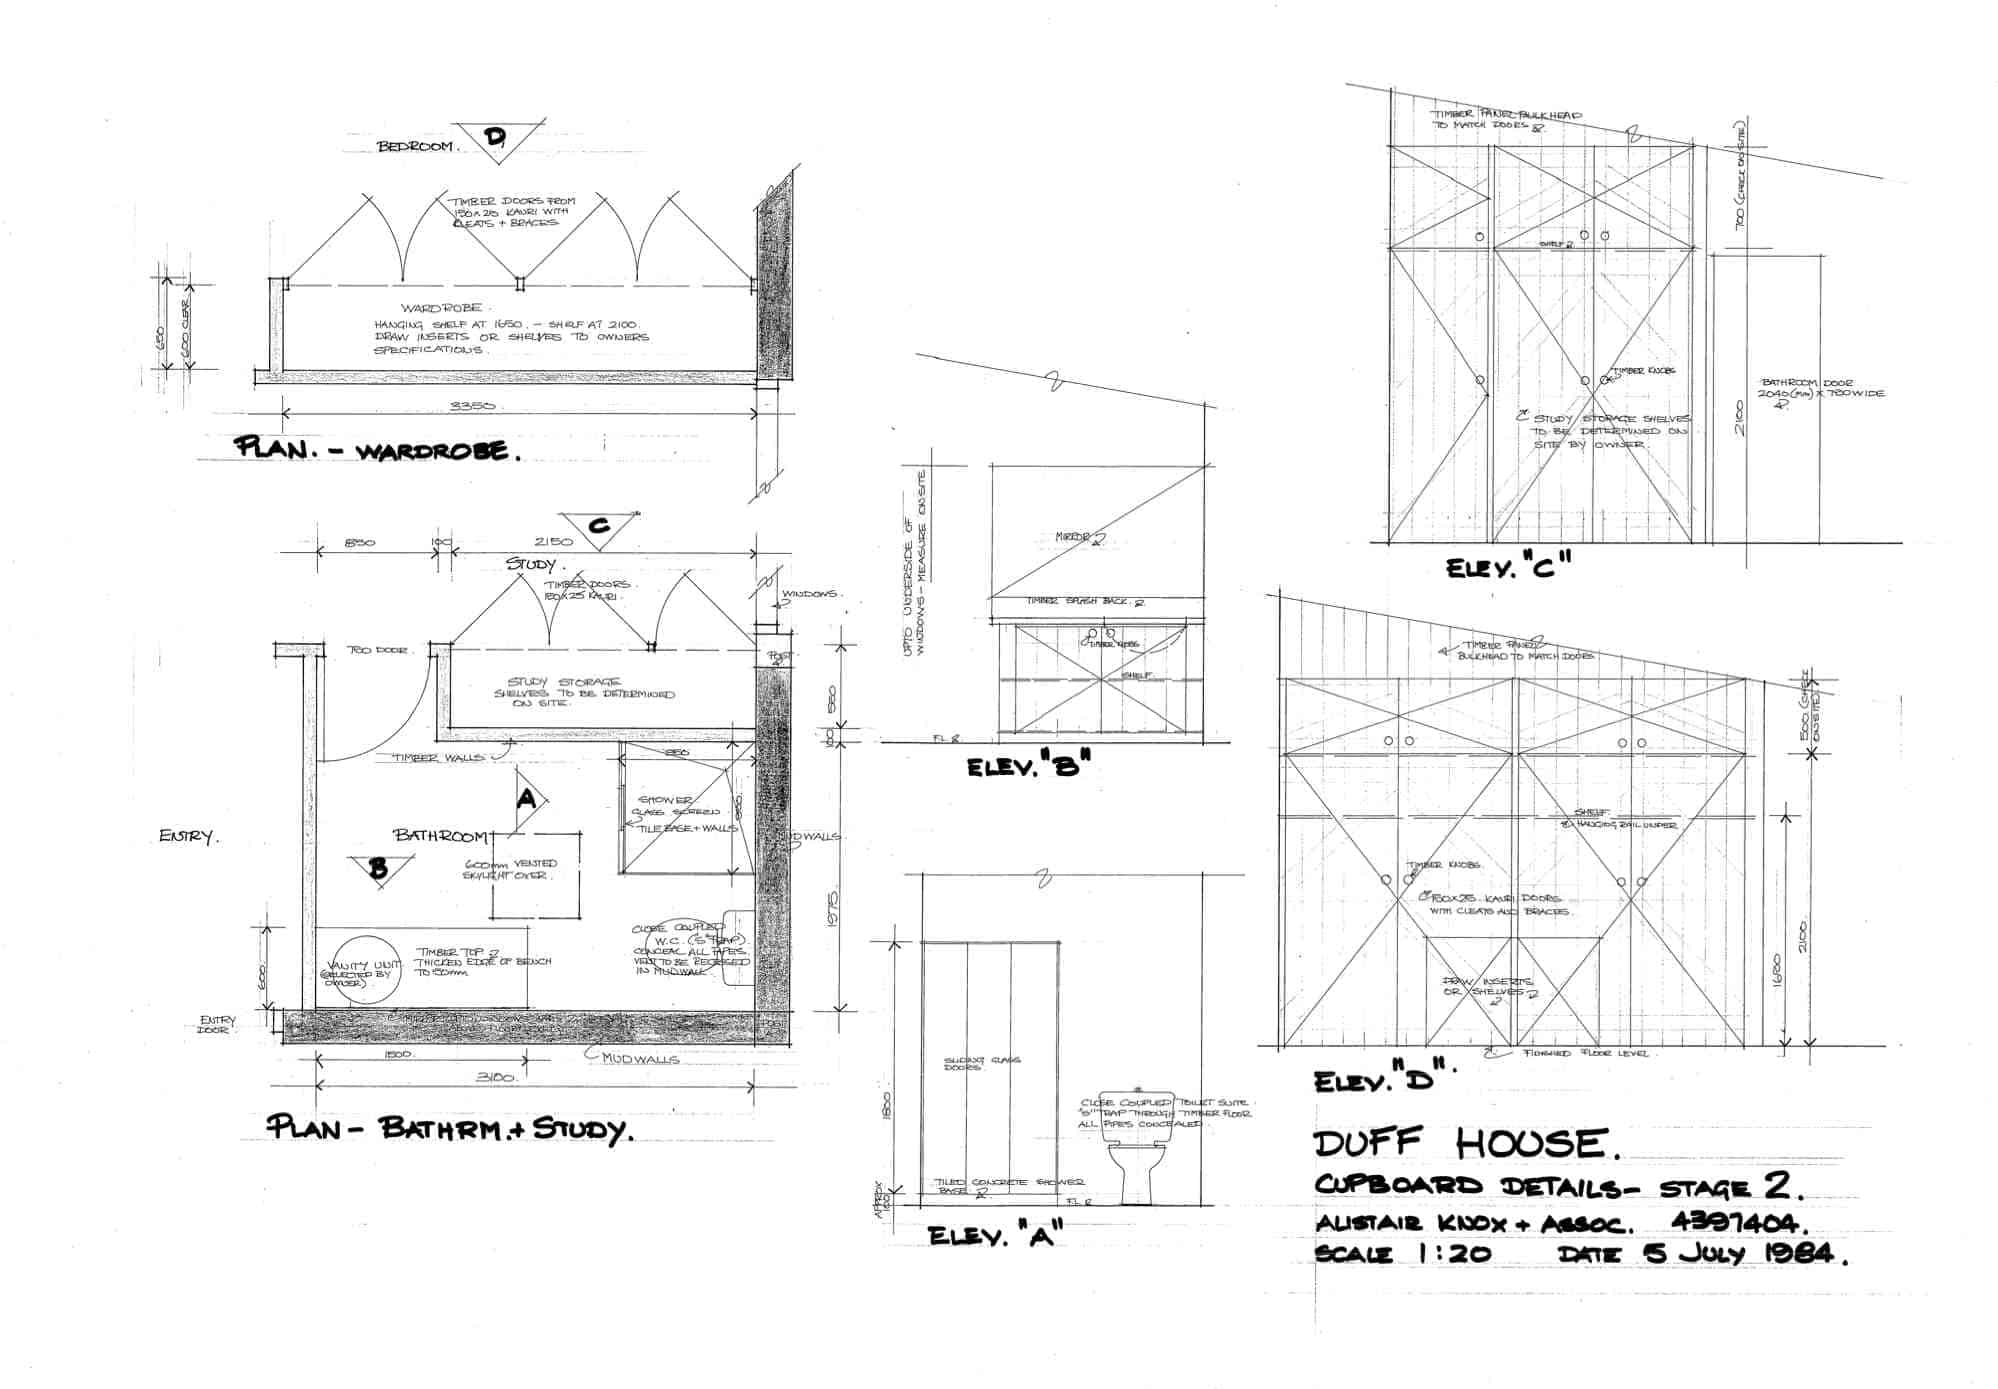 BEDROOM.
D
TIMBER DOORS FROM
150 x 25 KAURI WITH
CLEATS + BRACES
WARDROBE.
HANGING SHELF AT 1650. - SHELF AT 2100.
DRAW INSERTS OR SHELVES TO OWNERS
SPECIFICATIONS.
650
600 CLEAR
3350
PLAN. - WARDROBE.
C
850
100
2150
STUDY.
TIMBER DOORS.
150x25 KAURI.
WINDOWS.
POST
780 DOOR.
STUDY STORAGE
SHELVES TO BE DETERMINED
ON SITE.
TIMBER WALLS
850
A
SHOWER
GLASS SCREEN
TILE BASE + WALLS
MUDWALLS.
ENTRY.
BATHROOM
600mm VENTED
SKYLIGHT OVER.
B
1975
CLOSE COUPLED
W.C. ("S" TRAP).
CONCEAL ALL PIPES.
VENT TO BE RECESSED
IN MUDWALL
VANITY UNIT
(SELECTED BY
OWNER)
TIMBER TOP
THICKEN EDGE OF BENCH
TO 50mm
600
ENTRY
DOOR
MUDWALLS
1500
3100
PLAN - BATHRM. + STUDY.
UPTO UNDERSIDE OF
WINDOWS - MEASURE ON SITE
MIRROR
TIMBER SPLASH BACK.
TIMBER KNOBS
SHELF.
F.L.
ELEV. "B"
SLIDING GLASS
DOORS.
1800
APPROX
100
TILED CONCRETE SHOWER
BASE.
F.L.
CLOSE COUPLED TOILET SUITE.
"S" TRAP THROUGH TIMBER FLOOR
ALL PIPES CONCEALED
ELEV. "A"
TIMBER PANEL BULKHEAD
TO MATCH DOORS
700 (CHECK ON SITE)
SHELF
TIMBER KNOBS
STUDY STORAGE SHELVES
TO BE DETERMINED ON
SITE BY OWNER.
2100
BATHROOM DOOR
2040 (MIN) x 780 WIDE
ELEV. "C"
TIMBER PANEL
BULKHEAD TO MATCH DOORS.
500 (CHECK
ON SITE)
SHELF
HANGING RAIL UNDER
TIMBER KNOBS.
150x25 KAURI DOORS
WITH CLEATS AND BRACES.
DRAW INSERTS
OR SHELVES
1650
2100
FINISHED FLOOR LEVEL.
ELEV. "D".
DUFF HOUSE.
CUPBOARD DETAILS - STAGE 2.
ALISTAIR KNOX + ASSOC. 4397404.
SCALE 1:20 DATE 5 JULY 1984.